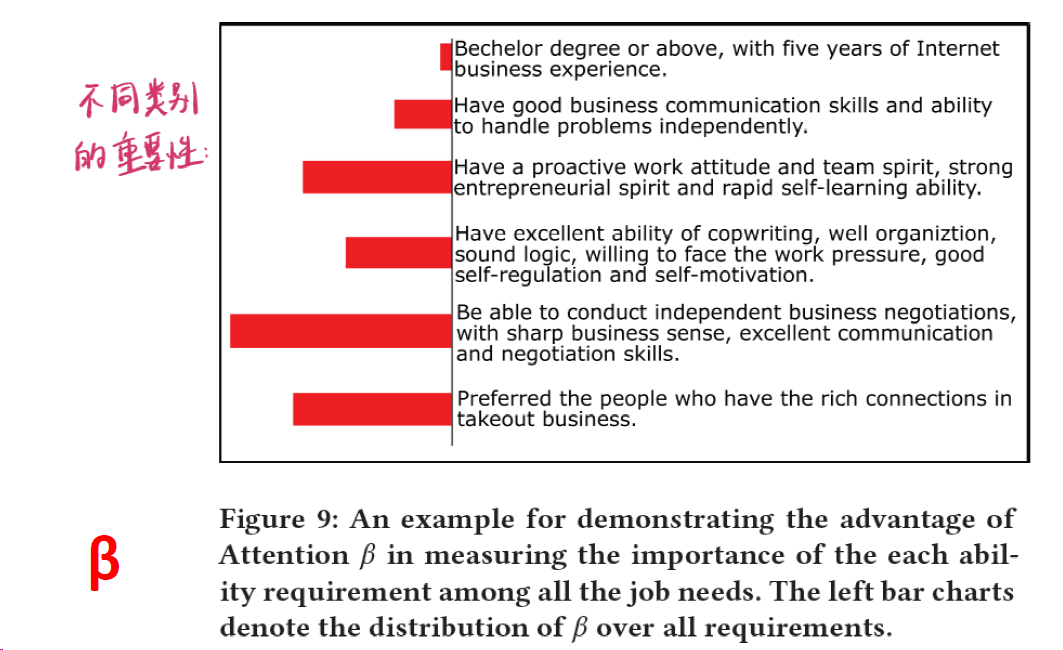 不同类别
的重要性:
Bechelor degree or above, with five years of Internet
business experience.
Have good business communication skills and ability
to handle problems independently.
Have a proactive work attitude and team spirit, strong
entrepreneurial spirit and rapid self-learning ability.
Have excellent ability of copwriting, well organiztion,
sound logic, willing to face the work pressure, good
self-regulation and self-motivation.
Be able to conduct independent business negotiations,
with sharp business sense, excellent communication
and negotiation skills.
Preferred the people who have the rich connections in
takeout business.
β
Figure 9: An example for demonstrating the advantage of
Attention β in measuring the importance of the each abil-
ity requirement among all the job needs. The left bar charts
denote the distribution of β over all requirements.